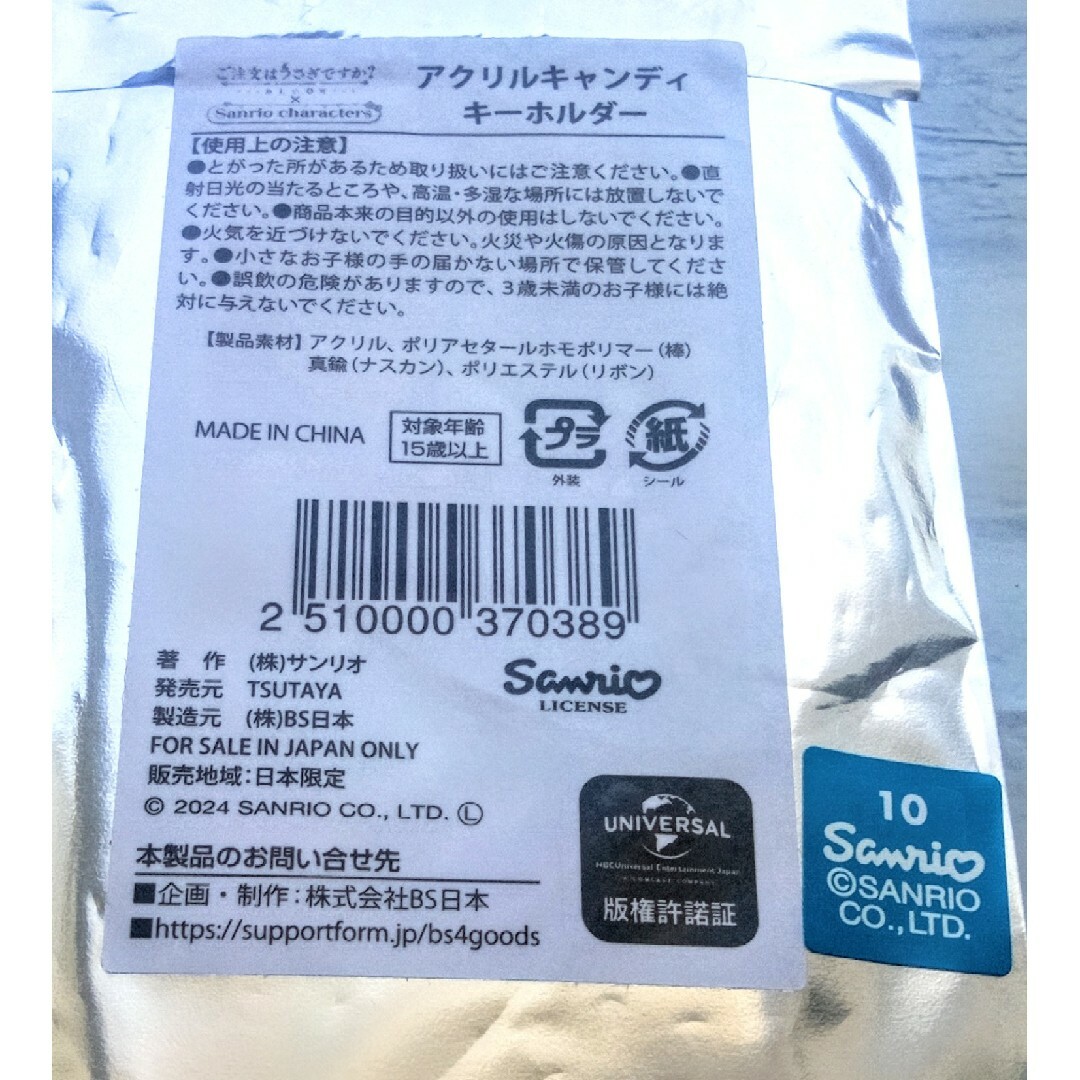 ご注文はうさぎですか?
BLOOM
×
Sanrio characters
アクリルキャンディ
キーホルダー
【使用上の注意】
●とがった所があるため取り扱いにはご注意ください。●直
射日光の当たるところや、高温・多湿な場所には放置しないで
ください。●商品本来の目的以外の使用はしないでください。
●火気を近づけないでください。火災や火傷の原因となりま
す。●小さなお子様の手の届かない場所で保管してくださ
い。●誤飲の危険がありますので、3歳未満のお子様には絶
対に与えないでください。
【製品素材】アクリル、ポリアセタールホモポリマー(棒)
真鍮(ナスカン)、ポリエステル(リボン)
MADE IN CHINA
対象年齢
15歳以上
プラ
外装
紙
シール
2 510000 370389
著 作 (株)サンリオ
発売元 TSUTAYA
製造元 (株)BS日本
FOR SALE IN JAPAN ONLY
販売地域:日本限定
© 2024 SANRIO CO., LTD. Ⓛ
Sanrio
LICENSE
本製品のお問い合せ先
■企画・制作:株式会社BS日本
■https://supportform.jp/bs4goods
UNIVERSAL
NBCUniversal Entertainment Japan
A COMCAST COMPANY
版権許諾証
10
Sanrio
©SANRIO
CO.,LTD.